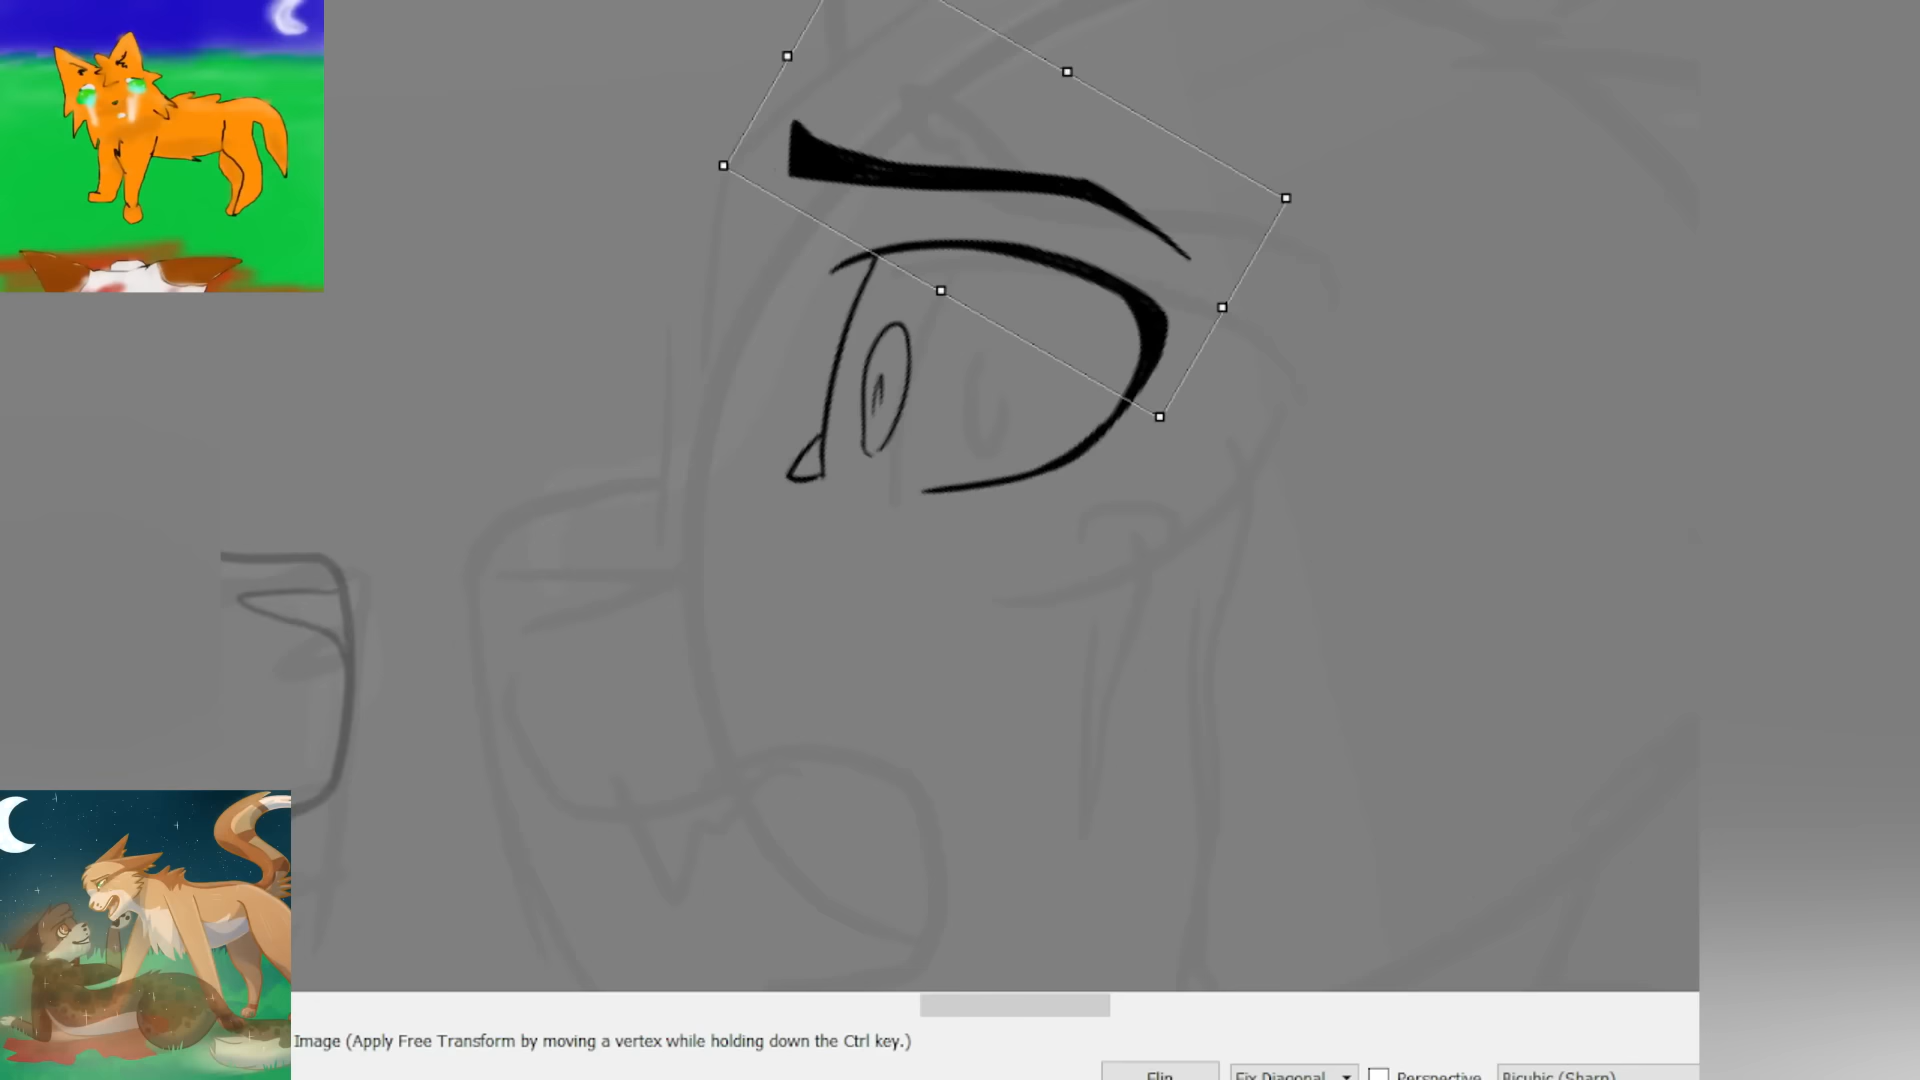 Image (Apply Free Transform by moving a vertex while holding down the Ctrl key.)
Flip Fix Diagonal Perspective Bicubic (Sharp)